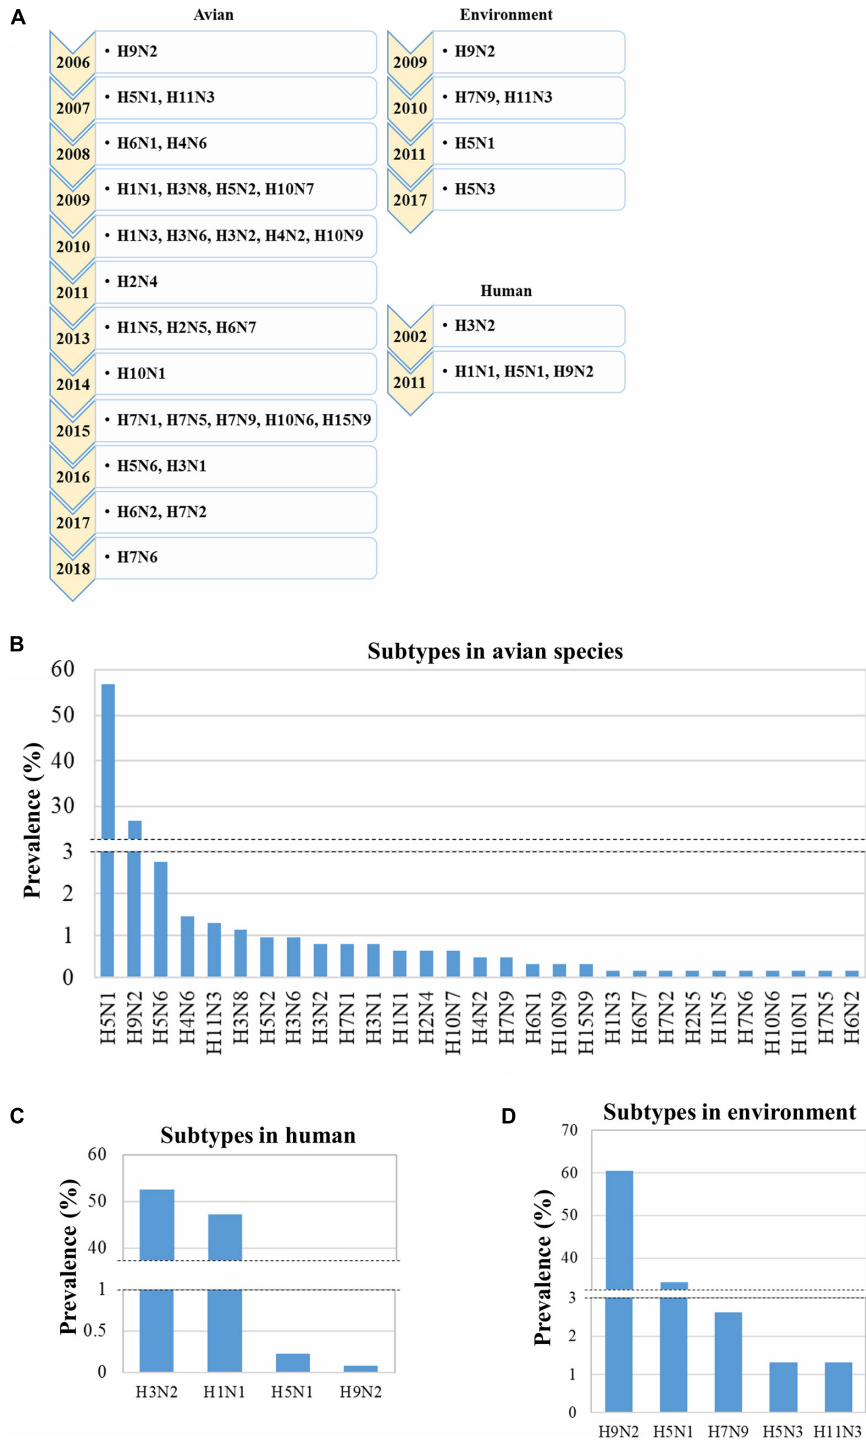 A
Avian
2006 • H9N2
2007 • H5N1, H11N3
2008 • H6N1, H4N6
2009 • H1N1, H3N8, H5N2, H10N7
2010 • H1N3, H3N6, H3N2, H4N2, H10N9
2011 • H2N4
2013 • H1N5, H2N5, H6N7
2014 • H10N1
2015 • H7N1, H7N5, H7N9, H10N6, H15N9
2016 • H5N6, H3N1
2017 • H6N2, H7N2
2018 • H7N6
Environment
2009 • H9N2
2010 • H7N9, H11N3
2011 • H5N1
2017 • H5N3
Human
2002 • H3N2
2011 • H1N1, H5N1, H9N2
B
Subtypes in avian species
Prevalence (%)
60
50
40
30
3
2
1
0
H5N1 H9N2 H5N6 H4N6 H11N3 H3N8 H5N2 H3N6 H3N2 H7N1 H3N1 H1N1 H2N4 H10N7 H4N2 H7N9 H6N1 H10N9 H15N9 H1N3 H6N7 H7N2 H2N5 H1N5 H7N6 H10N6 H10N1 H7N5 H6N2
C
Subtypes in human
Prevalence (%)
60
50
40
1
0.5
0
H3N2 H1N1 H5N1 H9N2
D
Subtypes in environment
Prevalence (%)
70
60
50
40
3
2
1
0
H9N2 H5N1 H7N9 H5N3 H11N3